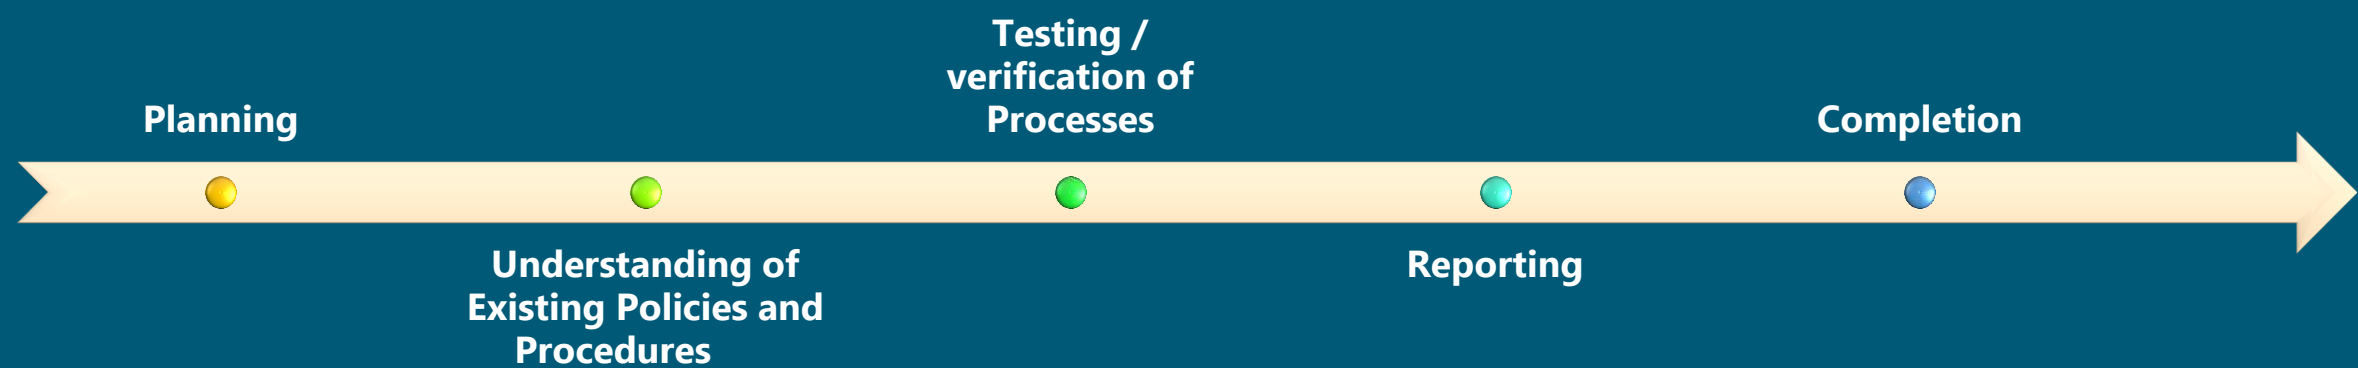 Planning
Understanding of
Existing Policies and
Procedures
Testing /
verification of
Processes
Reporting
Completion